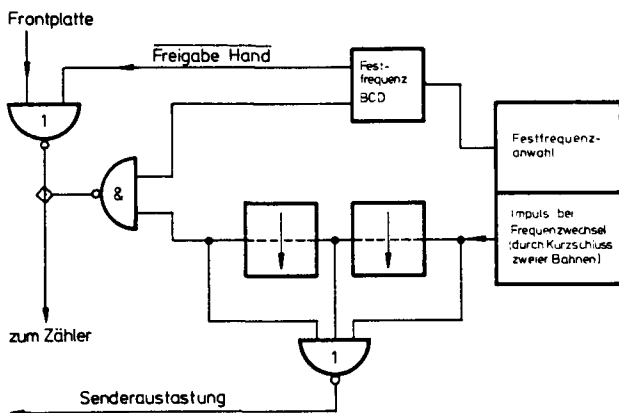 Frontplatte
Freigabe Hand
Fest-
frequenz
BCD
1
Festfrequenz-
anwahl
&
Impuls bei
Frequenzwechsel
(durch Kurzschluss
zweier Bahnen)
zum Zähler
1
Senderaustastung